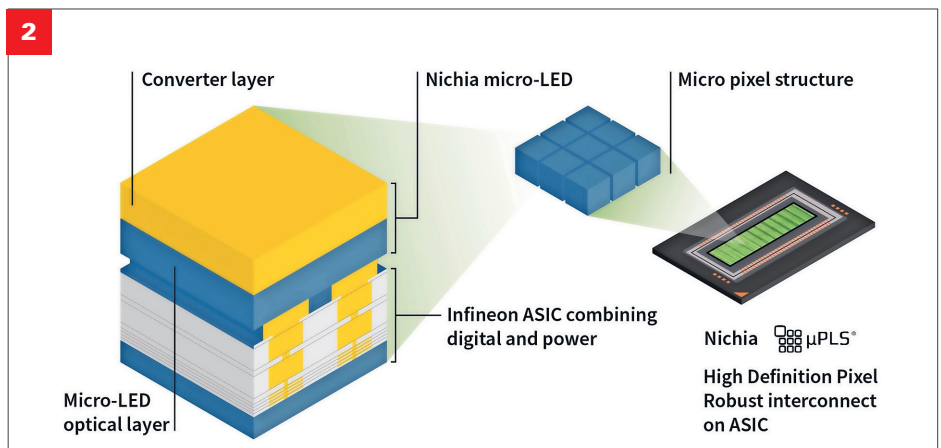 2
Converter layer
Nichia micro-LED
Micro pixel structure
Infineon ASIC combining
digital and power
Micro-LED
optical layer
Nichia µPLS®
High Definition Pixel
Robust interconnect
on ASIC